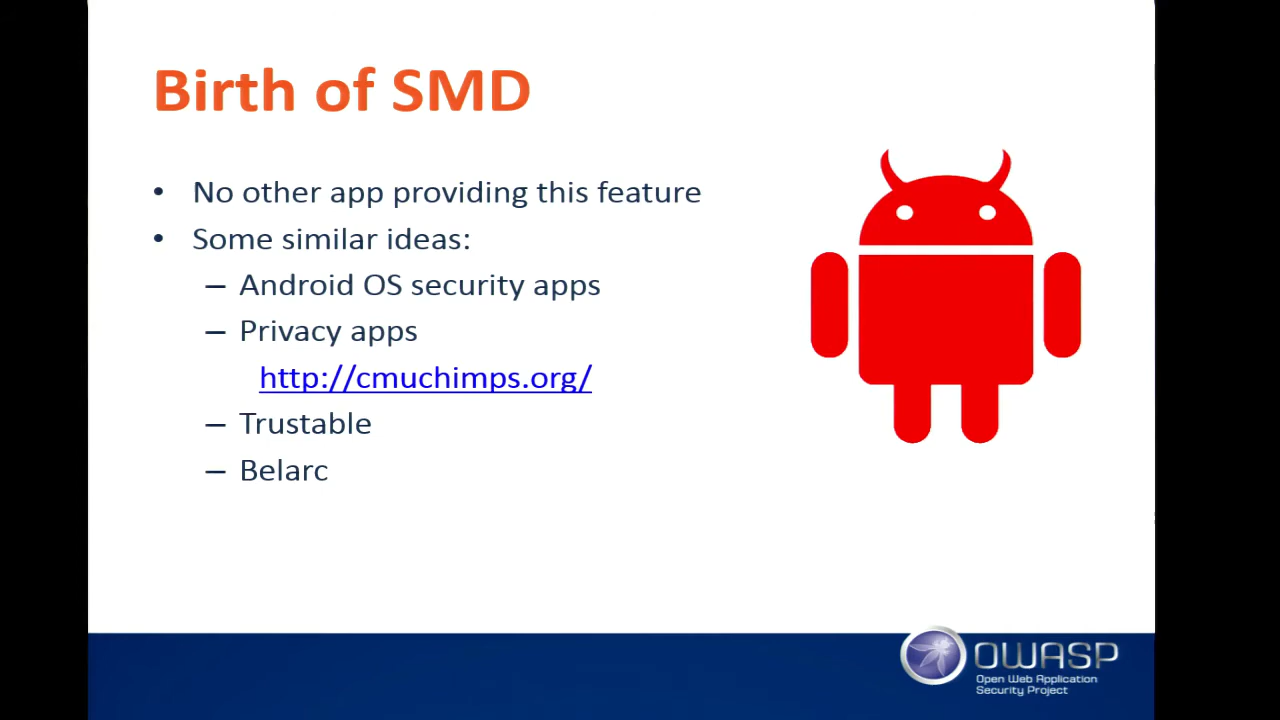 Birth of SMD
• No other app providing this feature
• Some similar ideas:
– Android OS security apps
– Privacy apps
http://cmuchimps.org/
– Trustable
– Belarc
OWASP
Open Web Application
Security Project